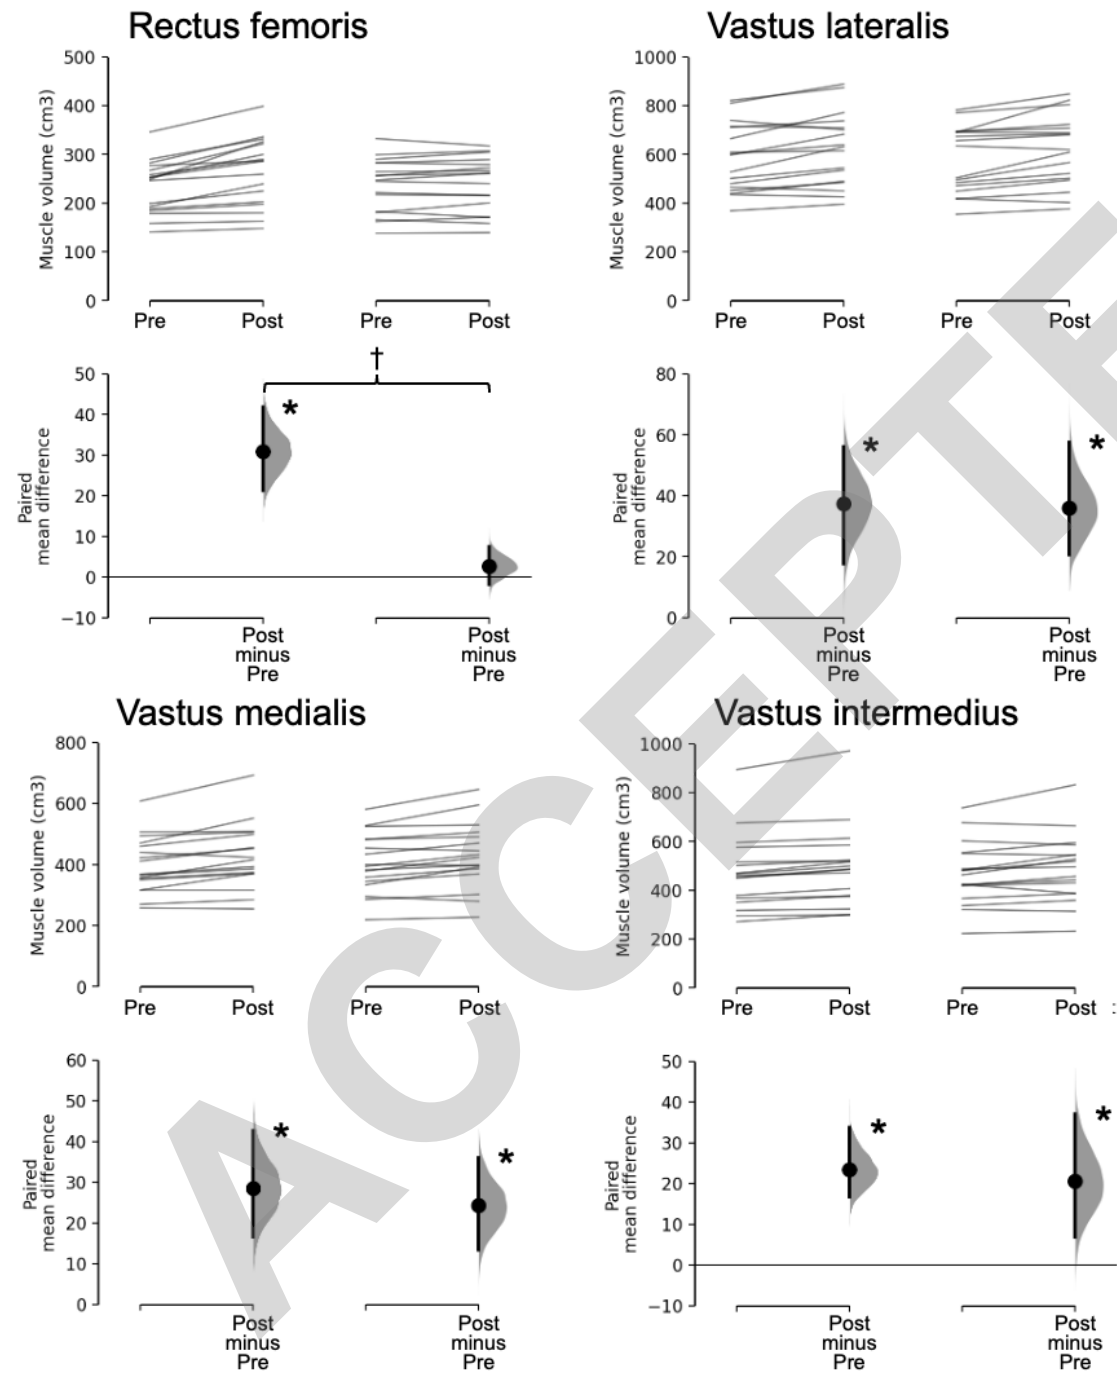 Rectus femoris
Muscle volume (cm3)
500
400
300
200
100
0
Pre Post Pre Post
Paired
mean difference
50
40
30
20
10
0
−10
†
*
Post
minus
Pre
Post
minus
Pre
Vastus lateralis
Muscle volume (cm3)
1000
800
600
400
200
0
Pre Post Pre Post
Paired
mean difference
80
60
40
20
0
*
*
Post
minus
Pre
Post
minus
Pre
Vastus medialis
Muscle volume (cm3)
800
600
400
200
0
Pre Post Pre Post
Paired
mean difference
60
50
40
30
20
10
0
*
*
Post
minus
Pre
Post
minus
Pre
Vastus intermedius
Muscle volume (cm3)
1000
800
600
400
200
0
Pre Post Pre Post :
Paired
mean difference
50
40
30
20
10
0
−10
*
*
Post
minus
Pre
Post
minus
Pre
ACCEPTE